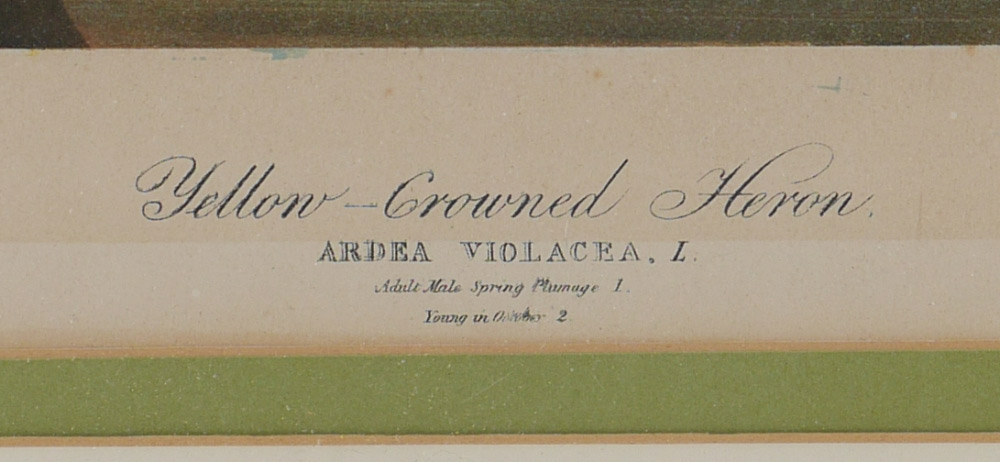 Yellow-Crowned Heron.
ARDEA VIOLACEA, L.
Adult Male Spring Plumage 1.
Young in October 2.